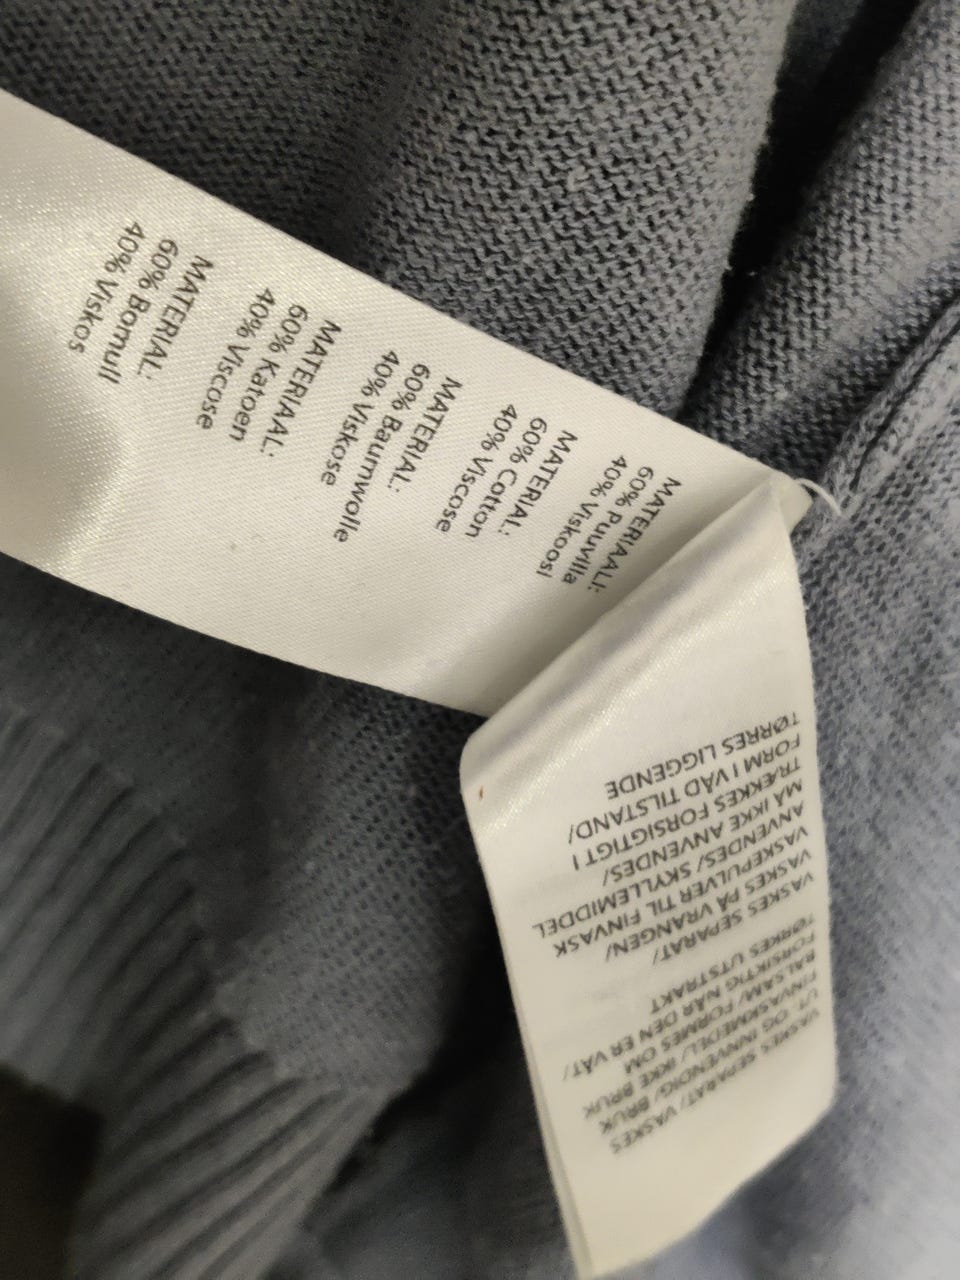 MATERIAL:
60% Bomull
40% Viskos
MATERIAAL:
60% Katoen
40% Viscose
MATERIAL:
60% Baumwolle
40% Viskose
MATERIAL:
60% Cotton
40% Viscose
MATERIAALI:
60% Puuvilla
40% Viskoosi
VASKES SEPARAT/ VASKES
UT- OG INNVENDIG/ BRUK
FINVASKMIDDEL/ IKKE BRUK
BALSAM/ FORMES OM
FORSIKTIG NÅR DEN ER VÅT/
TØRKES UTSTRAKT
VASKES SEPARAT/
VASKES PÅ VRANGEN/
VASKEPULVER TIL FINVASK
ANVENDES/ SKYLLEMIDDEL
MÅ IKKE ANVENDES/
TRÆKKES FORSIGTIGT I
FORM I VÅD TILSTAND/
TØRRES LIGGENDE